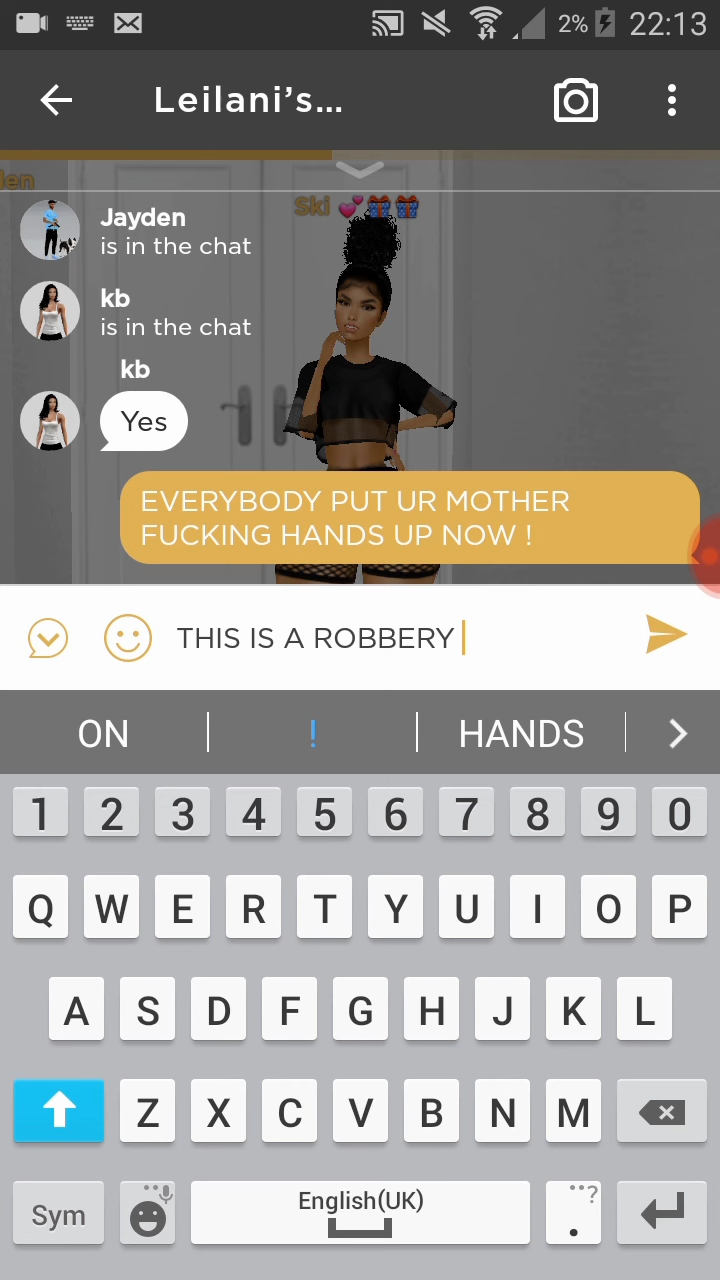 2% 22:13
Leilani's...
den
Ski 💕🎁🎁
Jayden
is in the chat
kb
is in the chat
kb
Yes
EVERYBODY PUT UR MOTHER
FUCKING HANDS UP NOW !
THIS IS A ROBBERY
ON ! HANDS
1 2 3 4 5 6 7 8 9 0
Q W E R T Y U I O P
A S D F G H J K L
Z X C V B N M
Sym English(UK) . ?